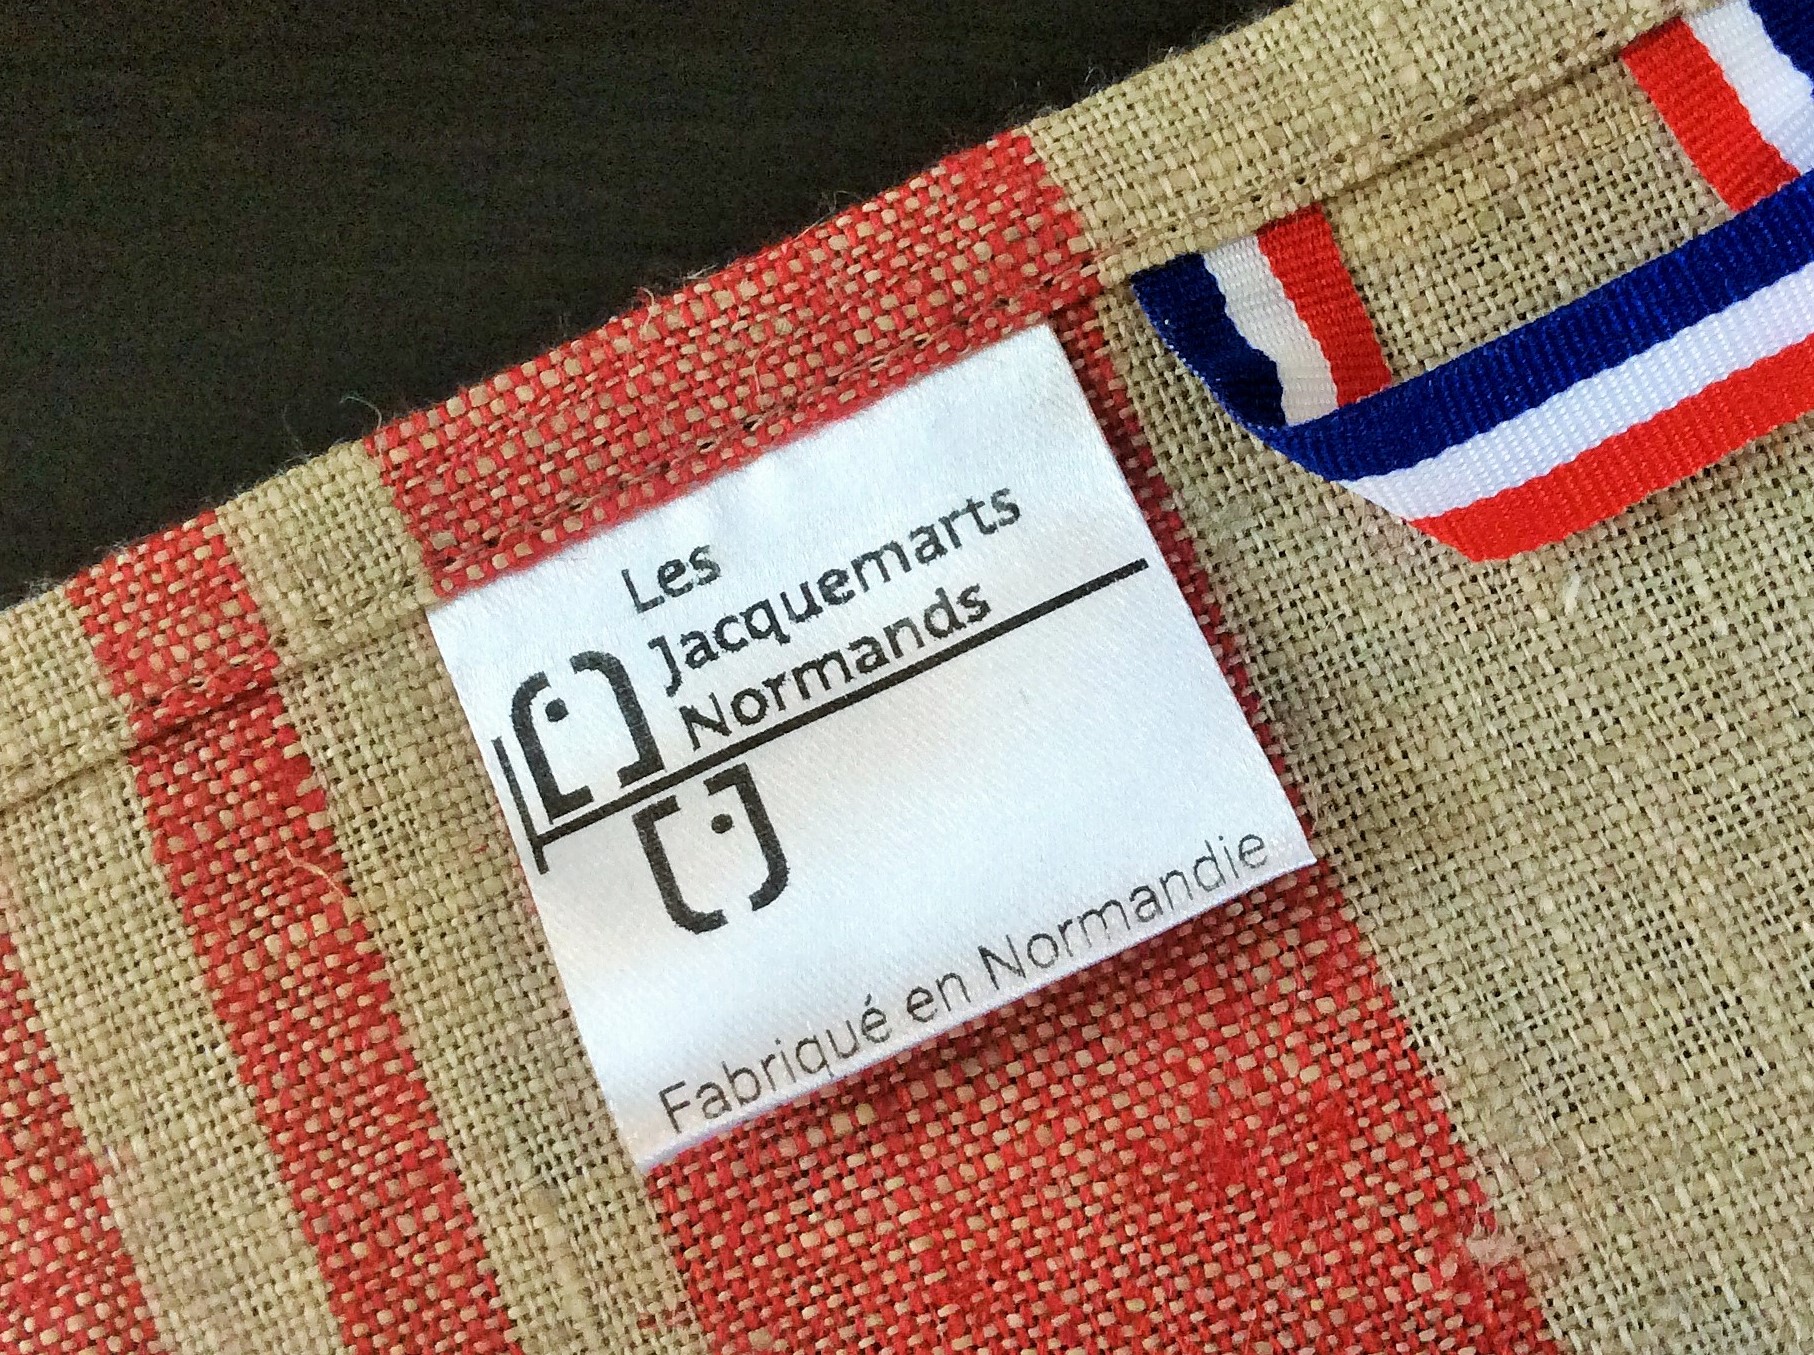 Les
Jacquemarts
Normands
Fabriqué en Normandie